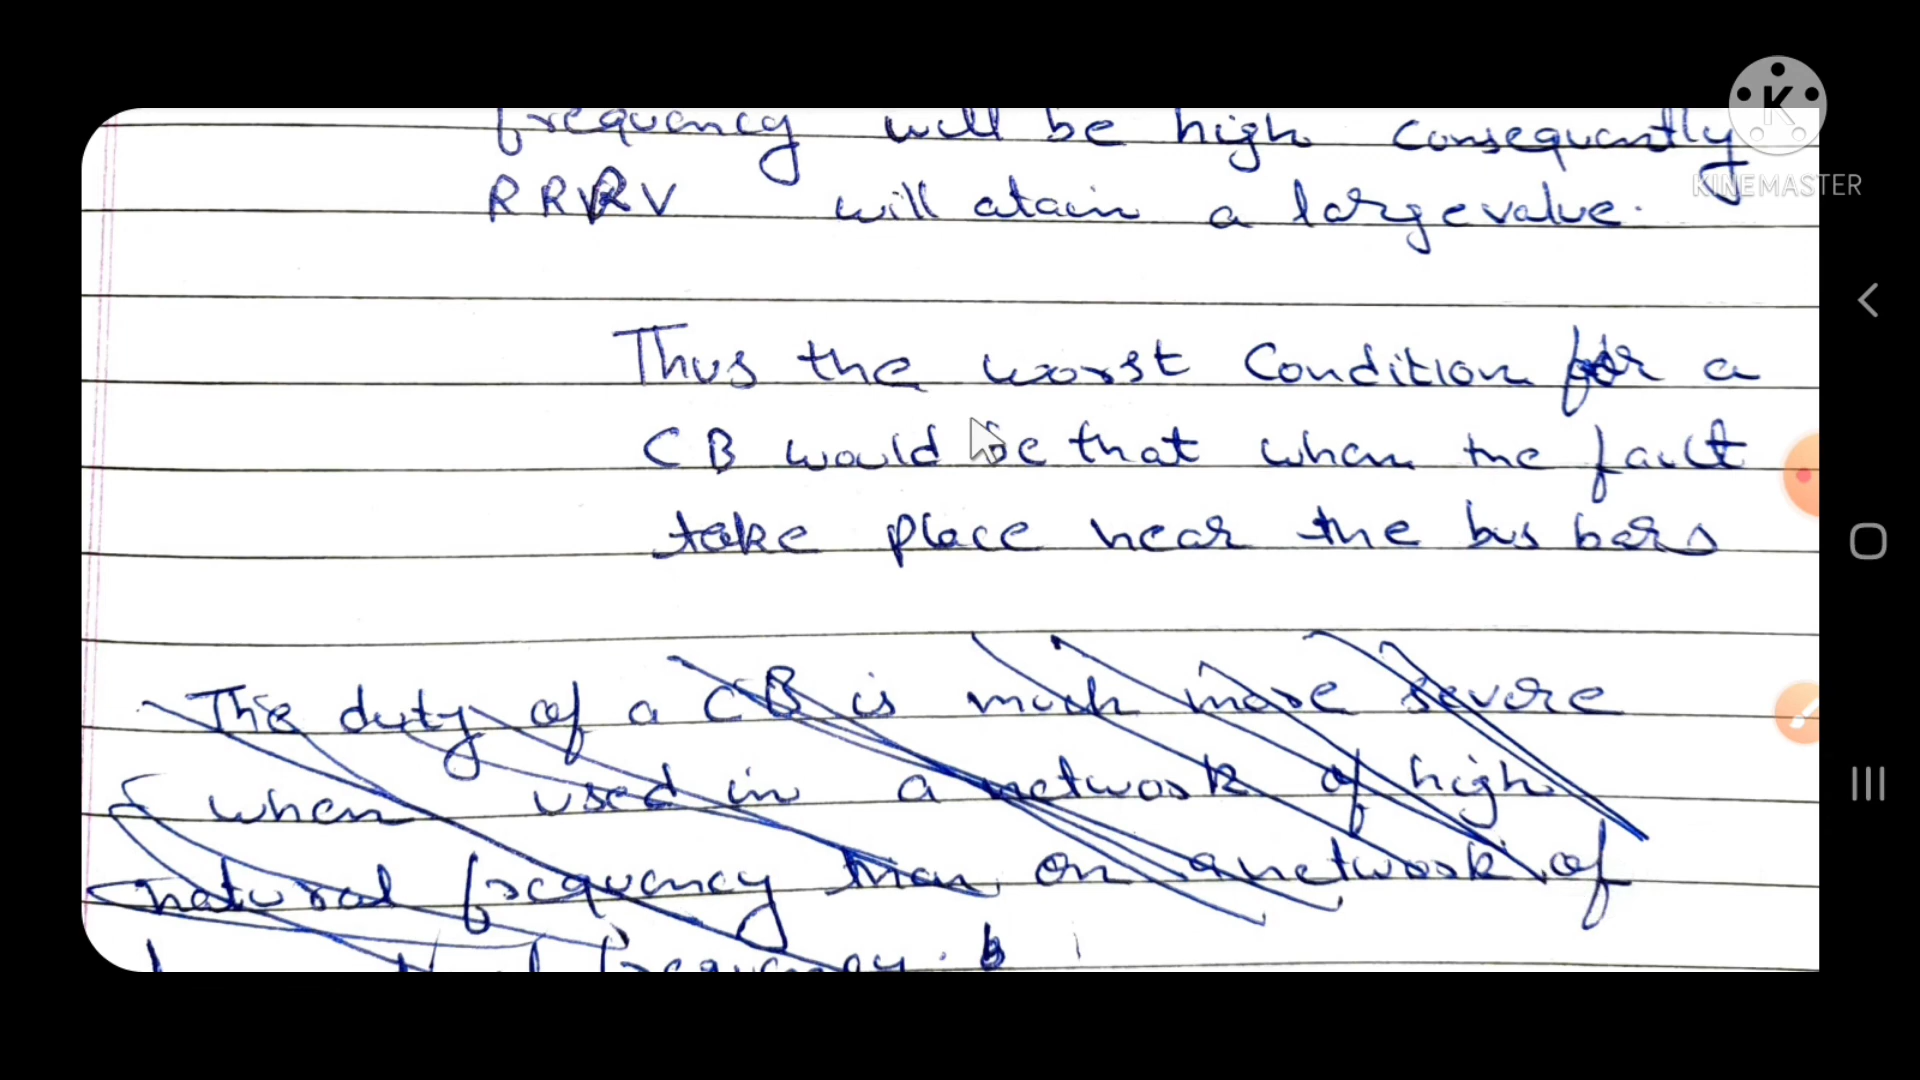 frequency will be high consequantly
RRRV will atain a large value.
Thus the worst Condition for a
CB would be that when the fault
take place near the bus bars
The duty of a CB is much more severe
when used in a network of high
natural frequency than on a network of
frequency.
K
KINEMASTER